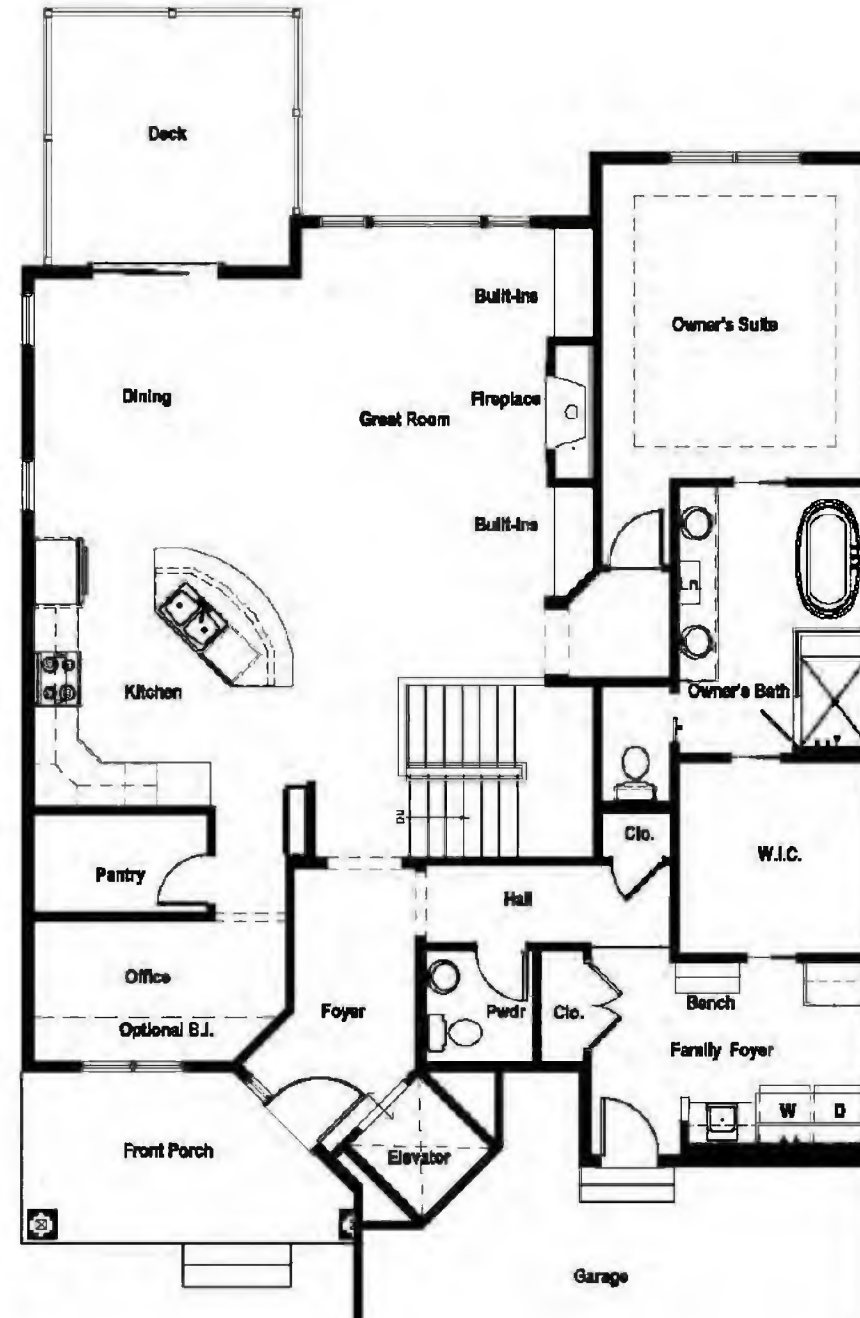 Deck
Built-Ins
Owner's Suite
Dining
Fireplace
Great Room
Built-Ins
Kitchen
Owner's Bath
DN
Clo.
W.I.C.
Pantry
Hall
Office
Bench
Foyer
Pwdr
Clo.
Optional B.I.
Family Foyer
W
D
Front Porch
Elevator
Garage